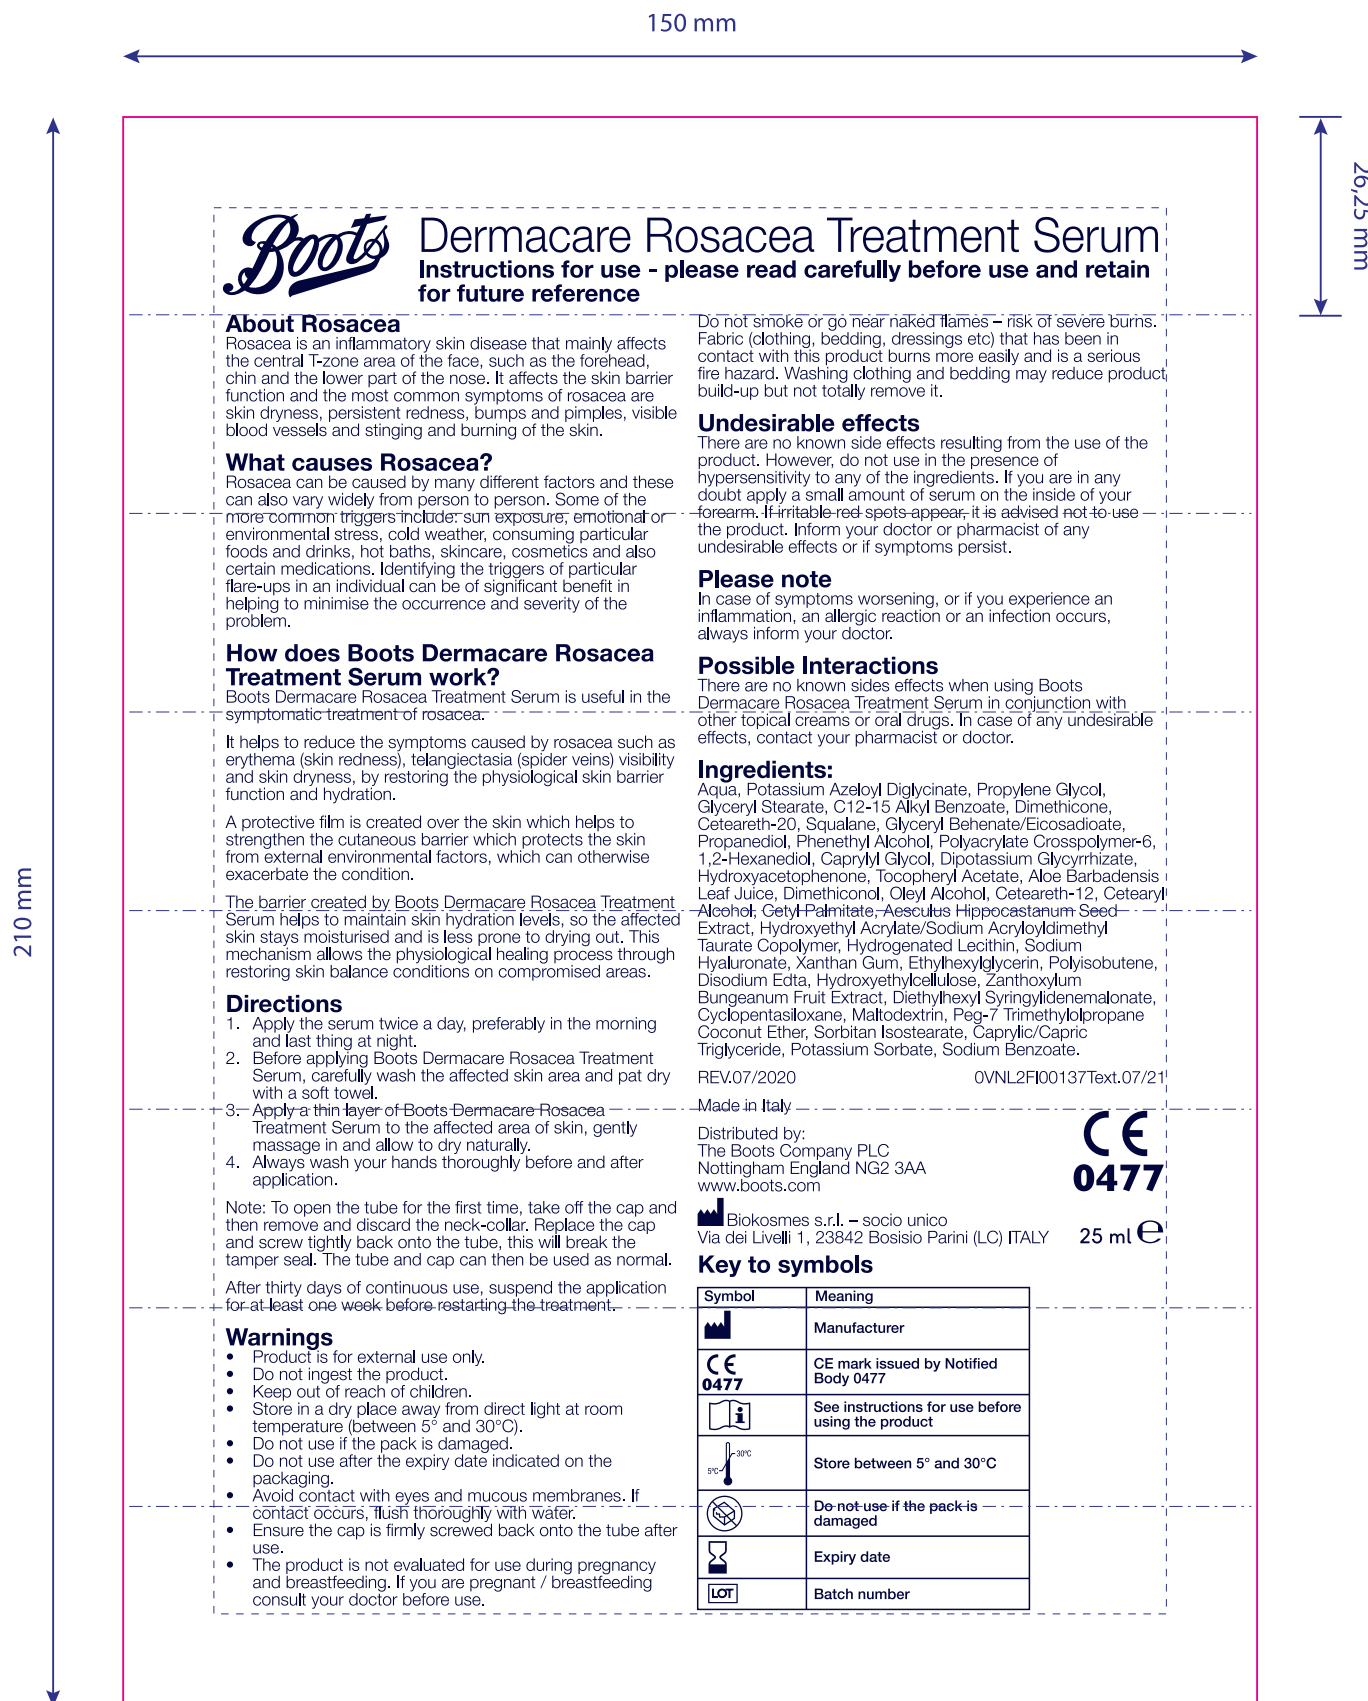 150 mm
26,25 mm
210 mm
Boots
Dermacare Rosacea Treatment Serum
Instructions for use - please read carefully before use and retain
for future reference
About Rosacea
Rosacea is an inflammatory skin disease that mainly affects
the central T-zone area of the face, such as the forehead,
chin and the lower part of the nose. It affects the skin barrier
function and the most common symptoms of rosacea are
skin dryness, persistent redness, bumps and pimples, visible
blood vessels and stinging and burning of the skin.
What causes Rosacea?
Rosacea can be caused by many different factors and these
can also vary widely from person to person. Some of the
more common triggers include: sun exposure, emotional or
environmental stress, cold weather, consuming particular
foods and drinks, hot baths, skincare, cosmetics and also
certain medications. Identifying the triggers of particular
flare-ups in an individual can be of significant benefit in
helping to minimise the occurrence and severity of the
problem.
How does Boots Dermacare Rosacea
Treatment Serum work?
Boots Dermacare Rosacea Treatment Serum is useful in the
symptomatic treatment of rosacea.
It helps to reduce the symptoms caused by rosacea such as
erythema (skin redness), telangiectasia (spider veins) visibility
and skin dryness, by restoring the physiological skin barrier
function and hydration.
A protective film is created over the skin which helps to
strengthen the cutaneous barrier which protects the skin
from external environmental factors, which can otherwise
exacerbate the condition.
The barrier created by Boots Dermacare Rosacea Treatment
Serum helps to maintain skin hydration levels, so the affected
skin stays moisturised and is less prone to drying out. This
mechanism allows the physiological healing process through
restoring skin balance conditions on compromised areas.
Directions
1. Apply the serum twice a day, preferably in the morning
and last thing at night.
2. Before applying Boots Dermacare Rosacea Treatment
Serum, carefully wash the affected skin area and pat dry
with a soft towel.
3. Apply a thin layer of Boots Dermacare Rosacea
Treatment Serum to the affected area of skin, gently
massage in and allow to dry naturally.
4. Always wash your hands thoroughly before and after
application.
Note: To open the tube for the first time, take off the cap and
then remove and discard the neck-collar. Replace the cap
and screw tightly back onto the tube, this will break the
tamper seal. The tube and cap can then be used as normal.
After thirty days of continuous use, suspend the application
for at least one week before restarting the treatment.
Warnings
• Product is for external use only.
• Do not ingest the product.
• Keep out of reach of children.
• Store in a dry place away from direct light at room
temperature (between 5° and 30°C).
• Do not use if the pack is damaged.
• Do not use after the expiry date indicated on the
packaging.
• Avoid contact with eyes and mucous membranes. If
contact occurs, flush thoroughly with water.
• Ensure the cap is firmly screwed back onto the tube after
use.
• The product is not evaluated for use during pregnancy
and breastfeeding. If you are pregnant / breastfeeding
consult your doctor before use.
Do not smoke or go near naked flames – risk of severe burns.
Fabric (clothing, bedding, dressings etc) that has been in
contact with this product burns more easily and is a serious
fire hazard. Washing clothing and bedding may reduce product
build-up but not totally remove it.
Undesirable effects
There are no known side effects resulting from the use of the
product. However, do not use in the presence of
hypersensitivity to any of the ingredients. If you are in any
doubt apply a small amount of serum on the inside of your
forearm. If irritable red spots appear, it is advised not to use
the product. Inform your doctor or pharmacist of any
undesirable effects or if symptoms persist.
Please note
In case of symptoms worsening, or if you experience an
inflammation, an allergic reaction or an infection occurs,
always inform your doctor.
Possible Interactions
There are no known sides effects when using Boots
Dermacare Rosacea Treatment Serum in conjunction with
other topical creams or oral drugs. In case of any undesirable
effects, contact your pharmacist or doctor.
Ingredients:
Aqua, Potassium Azeloyl Diglycinate, Propylene Glycol,
Glyceryl Stearate, C12-15 Alkyl Benzoate, Dimethicone,
Ceteareth-20, Squalane, Glyceryl Behenate/Eicosadioate,
Propanediol, Phenethyl Alcohol, Polyacrylate Crosspolymer-6,
1,2-Hexanediol, Caprylyl Glycol, Dipotassium Glycyrrhizate,
Hydroxyacetophenone, Tocopheryl Acetate, Aloe Barbadensis
Leaf Juice, Dimethiconol, Oleyl Alcohol, Ceteareth-12, Cetearyl
Alcohol, Cetyl Palmitate, Aesculus Hippocastanum Seed
Extract, Hydroxyethyl Acrylate/Sodium Acryloyldimethyl
Taurate Copolymer, Hydrogenated Lecithin, Sodium
Hyaluronate, Xanthan Gum, Ethylhexylglycerin, Polyisobutene,
Disodium Edta, Hydroxyethylcellulose, Zanthoxylum
Bungeanum Fruit Extract, Diethylhexyl Syringylidenemalonate,
Cyclopentasiloxane, Maltodextrin, Peg-7 Trimethylolpropane
Coconut Ether, Sorbitan Isostearate, Caprylic/Capric
Triglyceride, Potassium Sorbate, Sodium Benzoate.
REV.07/2020 0VNL2FI00137Text.07/21
Made in Italy
Distributed by:
The Boots Company PLC
Nottingham England NG2 3AA
www.boots.com
CE
0477
Biokosmes s.r.l. – socio unico
Via dei Livelli 1, 23842 Bosisio Parini (LC) ITALY
25 ml ℮
Key to symbols
Symbol Meaning
Manufacturer
CE 0477 CE mark issued by Notified
Body 0477
i See instructions for use before
using the product
5°C 30°C Store between 5° and 30°C
Do not use if the pack is
damaged
Expiry date
LOT Batch number